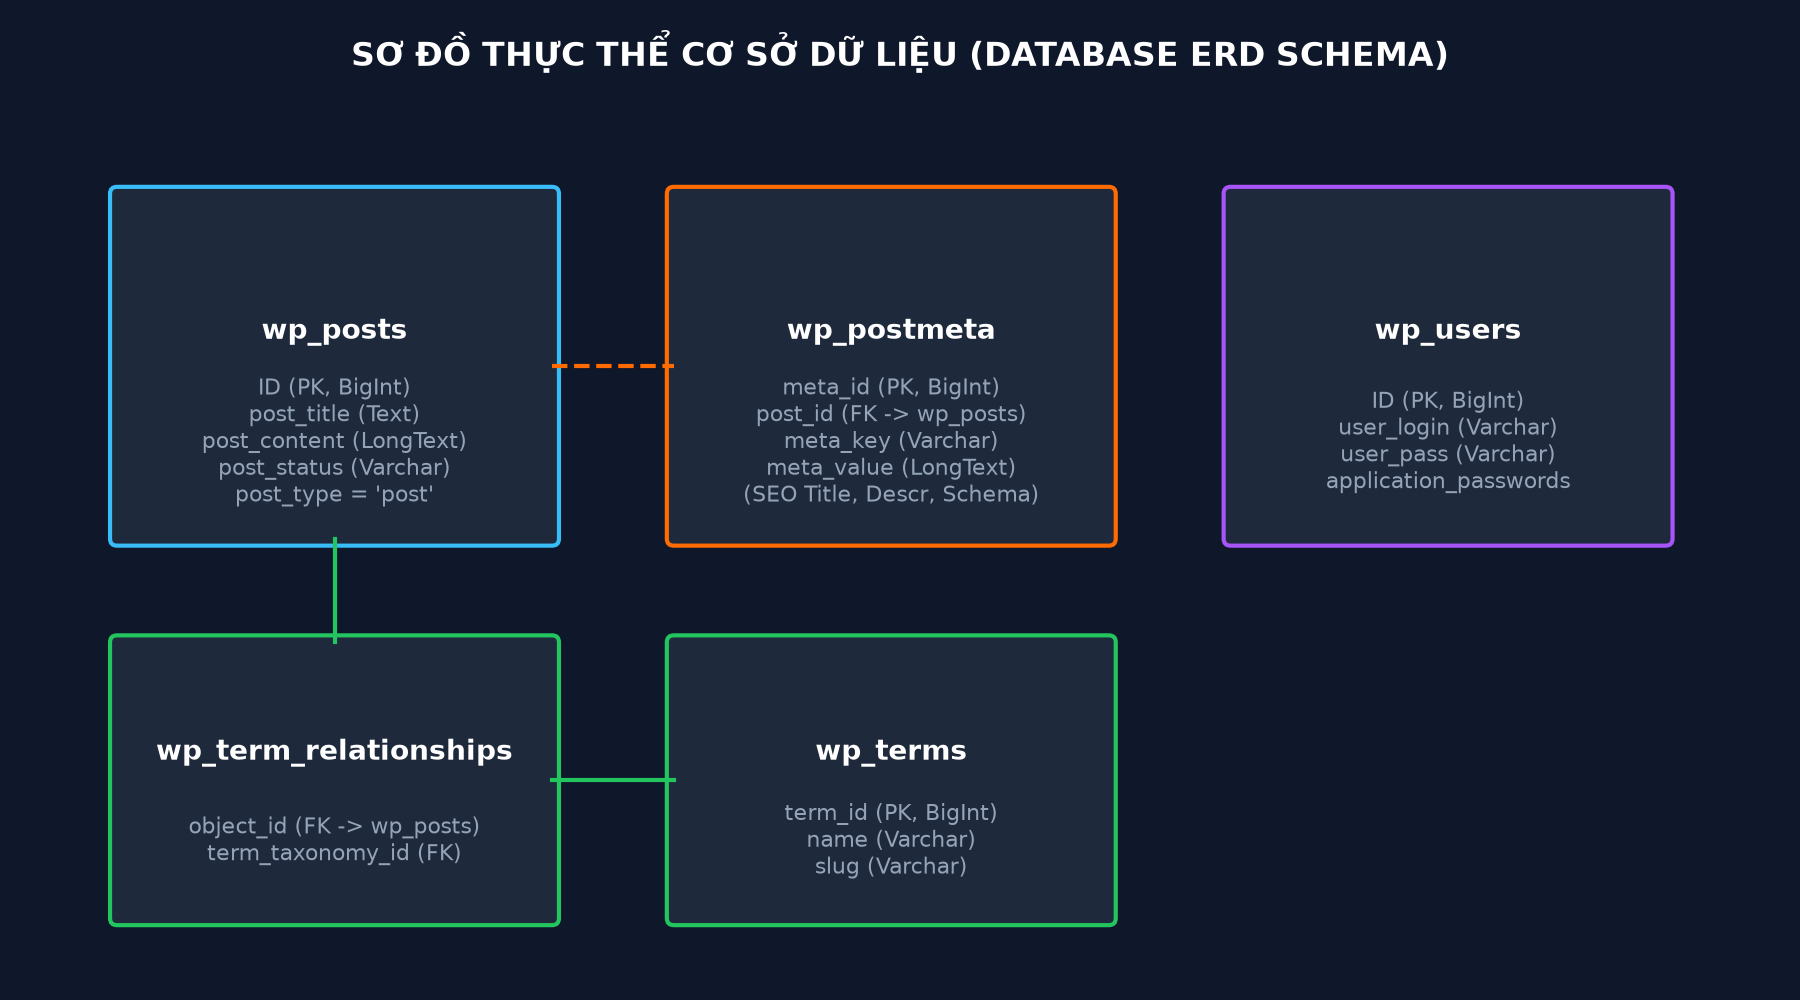 SƠ ĐỒ THỰC THỂ CƠ SỞ DỮ LIỆU (DATABASE ERD SCHEMA)
wp_posts
ID (PK, BigInt)
post_title (Text)
post_content (LongText)
post_status (Varchar)
post_type = 'post'
wp_postmeta
meta_id (PK, BigInt)
post_id (FK -> wp_posts)
meta_key (Varchar)
meta_value (LongText)
(SEO Title, Descr, Schema)
wp_users
ID (PK, BigInt)
user_login (Varchar)
user_pass (Varchar)
application_passwords
wp_term_relationships
object_id (FK -> wp_posts)
term_taxonomy_id (FK)
wp_terms
term_id (PK, BigInt)
name (Varchar)
slug (Varchar)